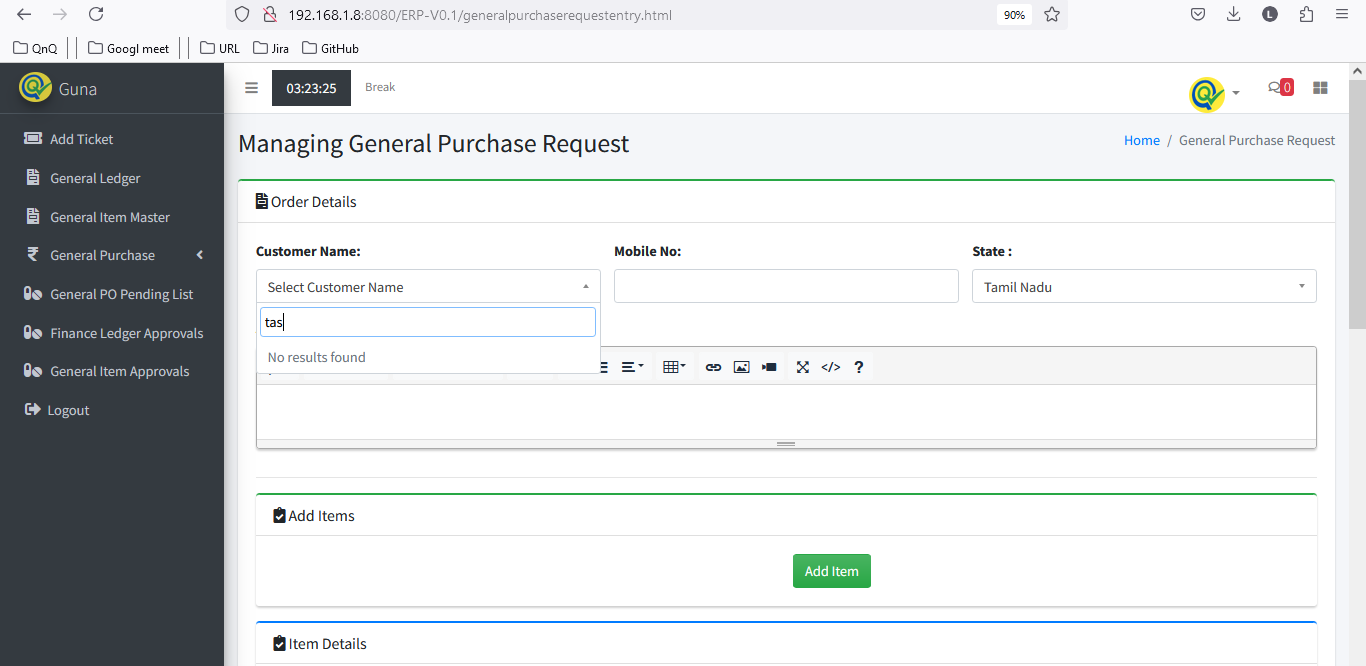 192.168.1.8:8080/ERP-V0.1/generalpurchaserequestentry.html
90%
L
QnQ
Googl meet
URL
Jira
GitHub
Guna
03:23:25
Break
0
Add Ticket
General Ledger
General Item Master
General Purchase
General PO Pending List
Finance Ledger Approvals
General Item Approvals
Logout
Managing General Purchase Request
Home / General Purchase Request
Order Details
Customer Name:
Mobile No:
State :
Select Customer Name
Tamil Nadu
tas
No results found
</>
?
Add Items
Add Item
Item Details